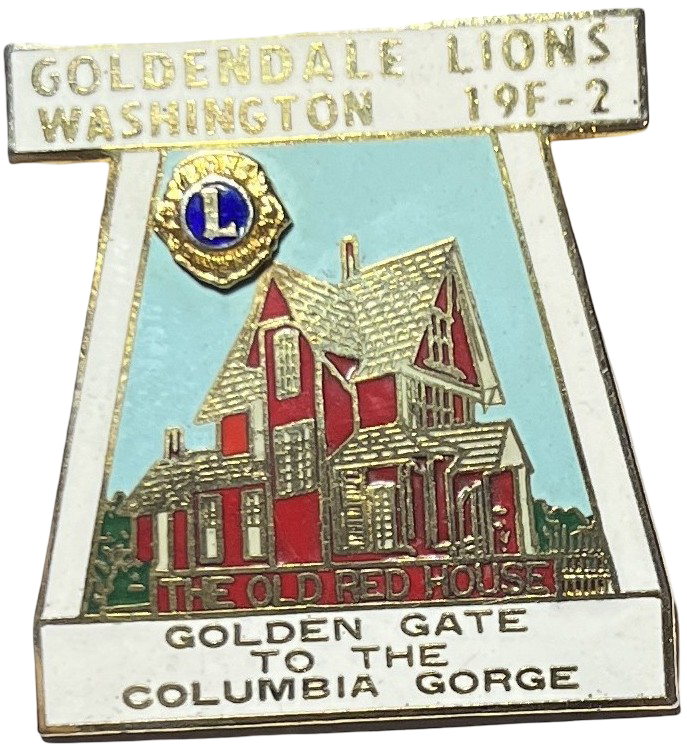 GOLDENDALE LIONS
WASHINGTON 19F-2
L
THE OLD RED HOUSE
GOLDEN GATE
TO THE
COLUMBIA GORGE